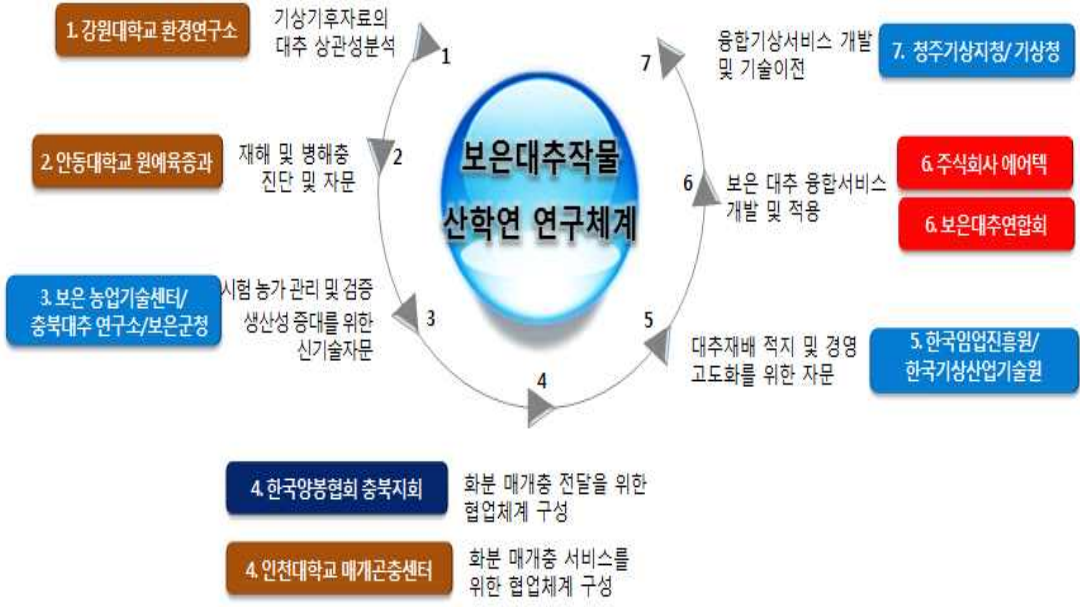 보은대추작물
산학연 연구체계
1. 강원대학교 환경연구소
기상기후자료의
대추 상관성분석
1
2. 안동대학교 원예육종과
재해 및 병해충
진단 및 자문
2
3. 보은 농업기술센터/
충북대추 연구소/보은군청
시험 농가 관리 및 검증
생산성 증대를 위한
신기술자문
3
4
4. 한국양봉협회 충북지회
화분 매개충 전달을 위한
협업체계 구성
4. 인천대학교 매개곤충센터
화분 매개충 서비스를
위한 협업체계 구성
5
대추재배 적지 및 경영
고도화를 위한 자문
5. 한국임업진흥원/
한국기상산업기술원
6
보은 대추 융합서비스
개발 및 적용
6. 주식회사 에어텍
6. 보은대추연합회
7
융합기상서비스 개발
및 기술이전
7. 청주기상지청/ 기상청